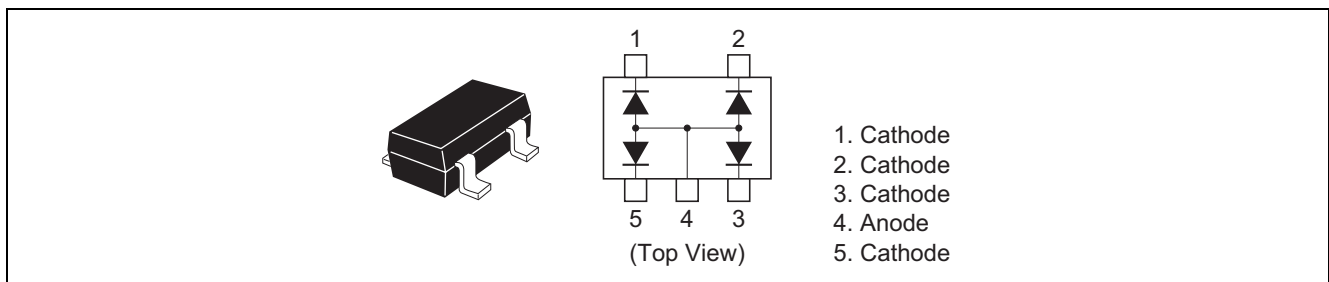 1 2
5 4 3
(Top View)
1. Cathode
2. Cathode
3. Cathode
4. Anode
5. Cathode